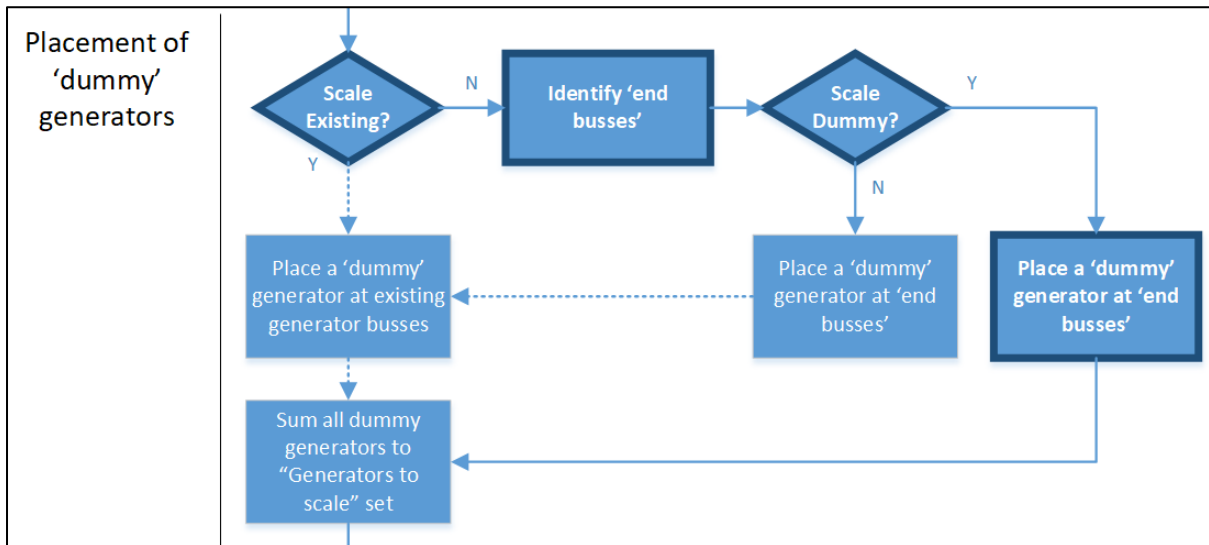 Placement of
‘dummy’
generators
Scale
Existing?
N
Identify ‘end
busses’
Scale
Dummy?
Y
Y
N
Place a ‘dummy’
generator at existing
generator busses
Place a ‘dummy’
generator at ‘end
busses’
Place a ‘dummy’
generator at ‘end
busses’
Sum all dummy
generators to
“Generators to
scale” set